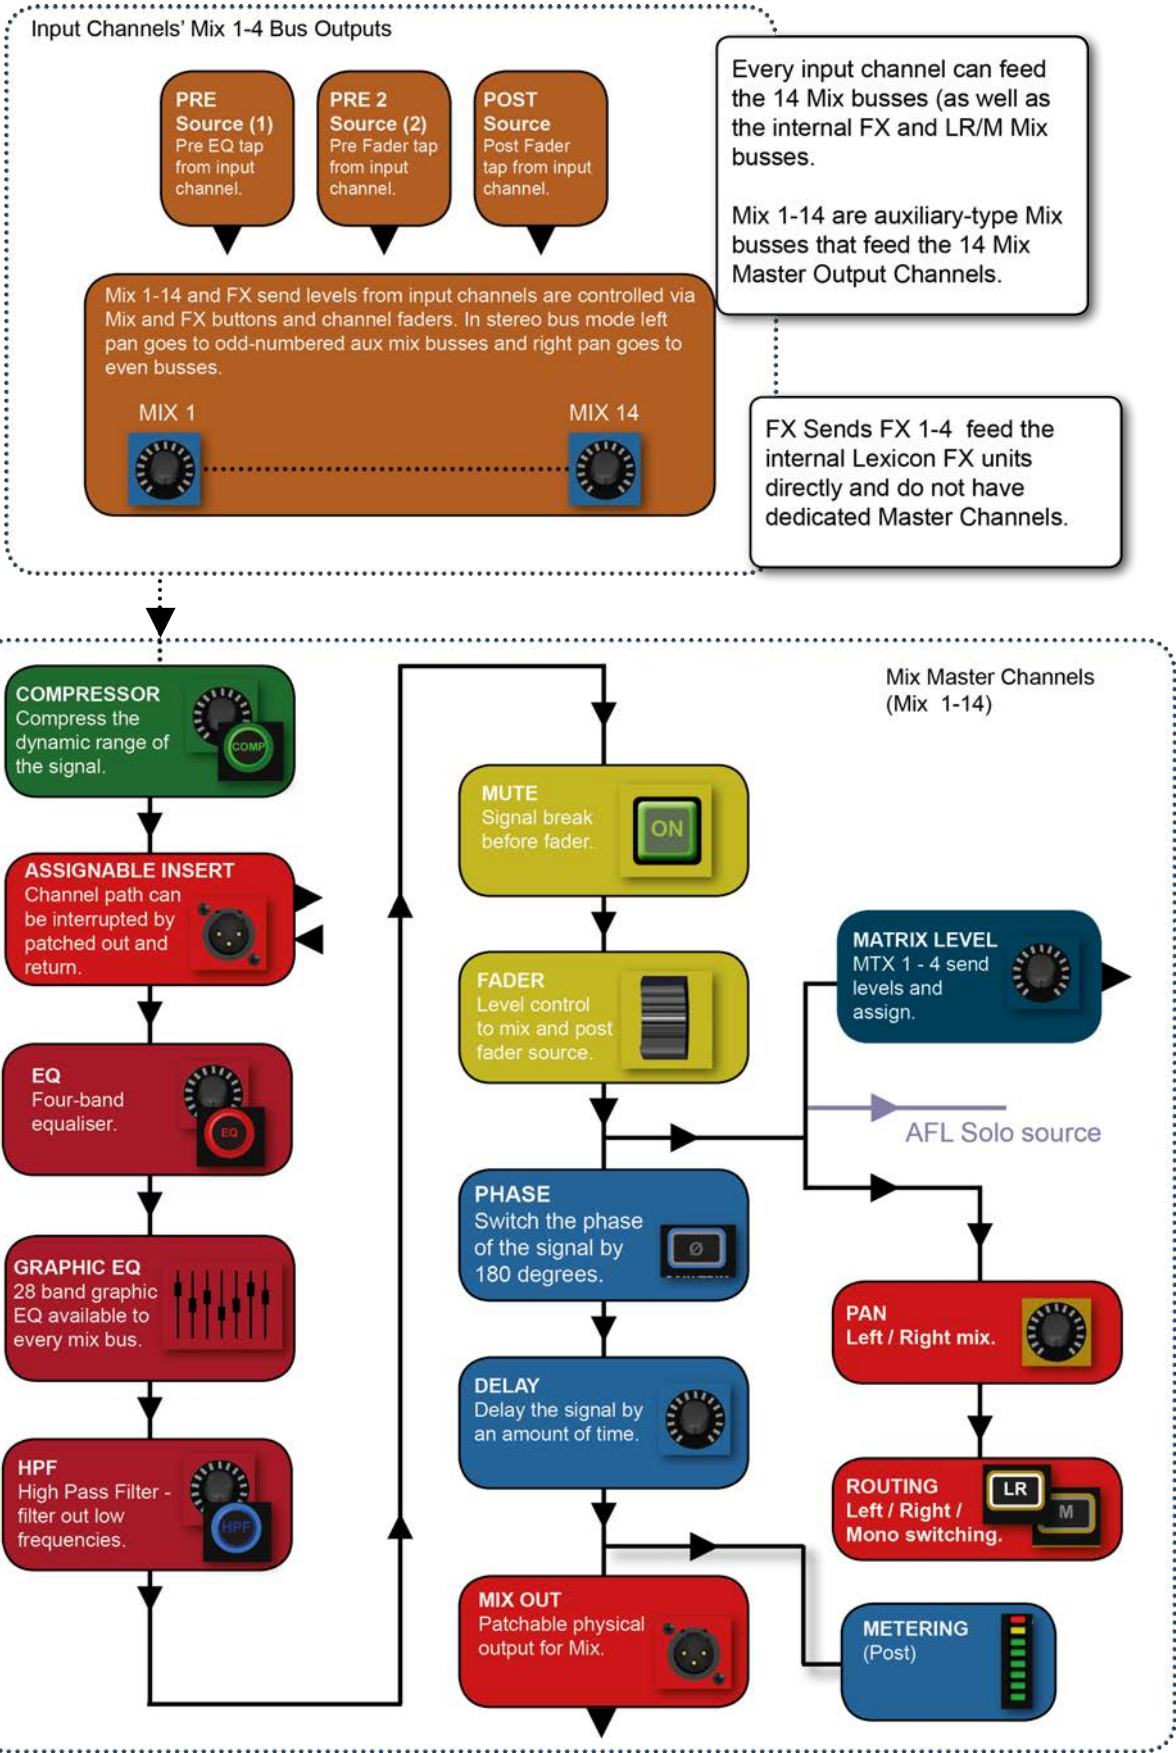 Input Channels' Mix 1-4 Bus Outputs
PRE
Source (1)
Pre EQ tap
from input
channel.
PRE 2
Source (2)
Pre Fader tap
from input
channel.
POST
Source
Post Fader
tap from input
channel.
Every input channel can feed
the 14 Mix busses (as well as
the internal FX and LR/M Mix
busses.
Mix 1-14 are auxiliary-type Mix
busses that feed the 14 Mix
Master Output Channels.
Mix 1-14 and FX send levels from input channels are controlled via
Mix and FX buttons and channel faders. In stereo bus mode left
pan goes to odd-numbered aux mix busses and right pan goes to
even busses.
MIX 1
MIX 14
FX Sends FX 1-4 feed the
internal Lexicon FX units
directly and do not have
dedicated Master Channels.
Mix Master Channels
(Mix 1-14)
COMPRESSOR
Compress the
dynamic range of
the signal.
COMP
ASSIGNABLE INSERT
Channel path can
be interrupted by
patched out and
return.
EQ
Four-band
equaliser.
EQ
GRAPHIC EQ
28 band graphic
EQ available to
every mix bus.
HPF
High Pass Filter -
filter out low
frequencies.
HPF
MUTE
Signal break
before fader.
ON
FADER
Level control
to mix and post
fader source.
PHASE
Switch the phase
of the signal by
180 degrees.
Ø
DELAY
Delay the signal by
an amount of time.
MIX OUT
Patchable physical
output for Mix.
MATRIX LEVEL
MTX 1 - 4 send
levels and
assign.
AFL Solo source
PAN
Left / Right mix.
ROUTING
Left / Right /
Mono switching.
LR
M
METERING
(Post)